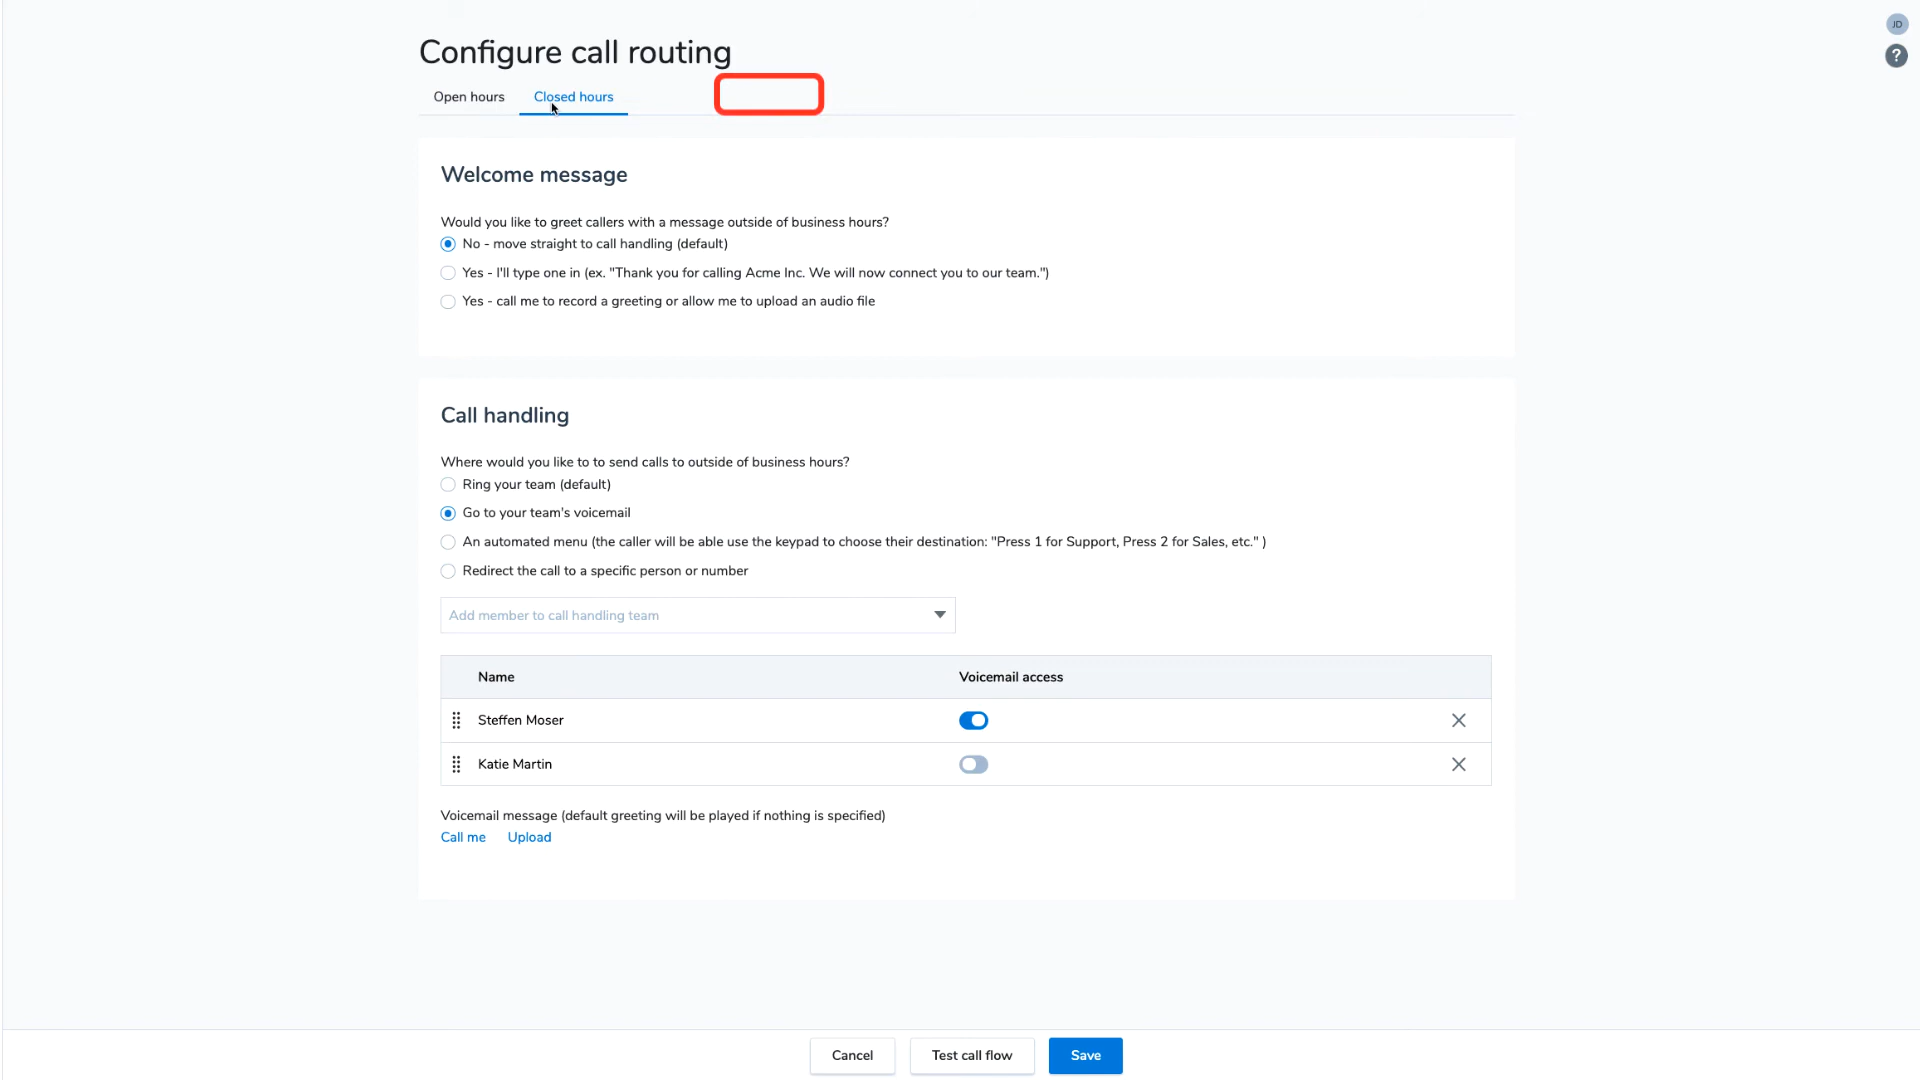 JD
?
Configure call routing
Open hours Closed hours
Welcome message
Would you like to greet callers with a message outside of business hours?
No - move straight to call handling (default)
Yes - I'll type one in (ex. "Thank you for calling Acme Inc. We will now connect you to our team.")
Yes - call me to record a greeting or allow me to upload an audio file
Call handling
Where would you like to to send calls to outside of business hours?
Ring your team (default)
Go to your team's voicemail
An automated menu (the caller will be able use the keypad to choose their destination: "Press 1 for Support, Press 2 for Sales, etc." )
Redirect the call to a specific person or number
Add member to call handling team
Name Voicemail access
Steffen Moser
Katie Martin
Voicemail message (default greeting will be played if nothing is specified)
Call me Upload
Cancel Test call flow Save